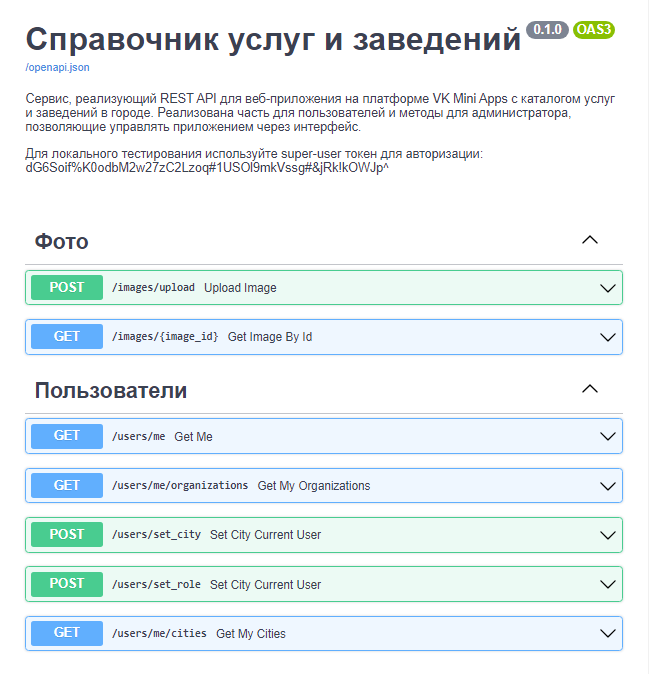 Справочник услуг и заведений 0.1.0 OAS3
/openapi.json
Сервис, реализующий REST API для веб-приложения на платформе VK Mini Apps с каталогом услуг
и заведений в городе. Реализована часть для пользователей и методы для администратора,
позволяющие управлять приложением через интерфейс.
Для локального тестирования используйте super-user токен для авторизации:
dG6Soif%K0odbM2w27zC2Lzoq#1USOl9mkVssg#&jRk!kOWJp^
Фото
POST /images/upload Upload Image
GET /images/{image_id} Get Image By Id
Пользователи
GET /users/me Get Me
GET /users/me/organizations Get My Organizations
POST /users/set_city Set City Current User
POST /users/set_role Set City Current User
GET /users/me/cities Get My Cities